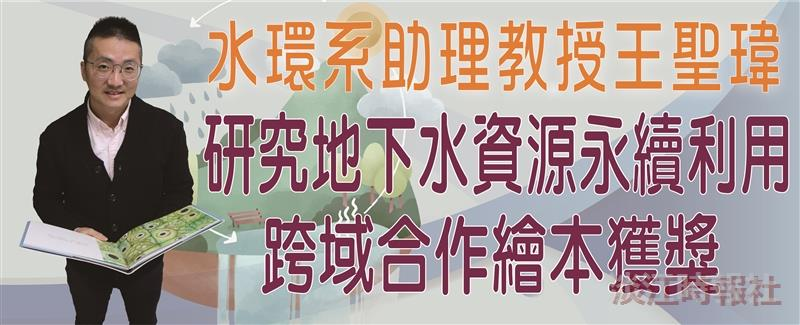 水環系助理教授王聖瑋
研究地下水資源永續利用
跨域合作繪本獲獎
淡江時報社